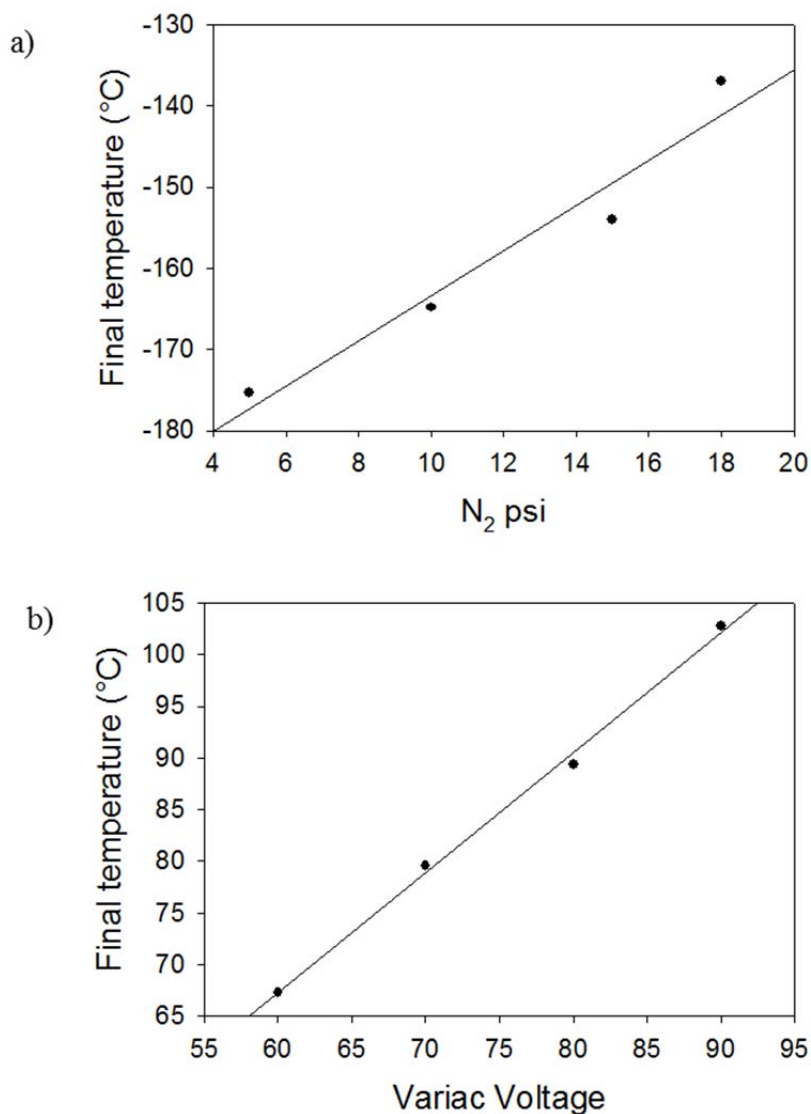 a)
Final temperature (°C)
-130
-140
-150
-160
-170
-180
4 6 8 10 12 14 16 18 20
N₂ psi
b)
Final temperature (°C)
105
100
95
90
85
80
75
70
65
55 60 65 70 75 80 85 90 95
Variac Voltage